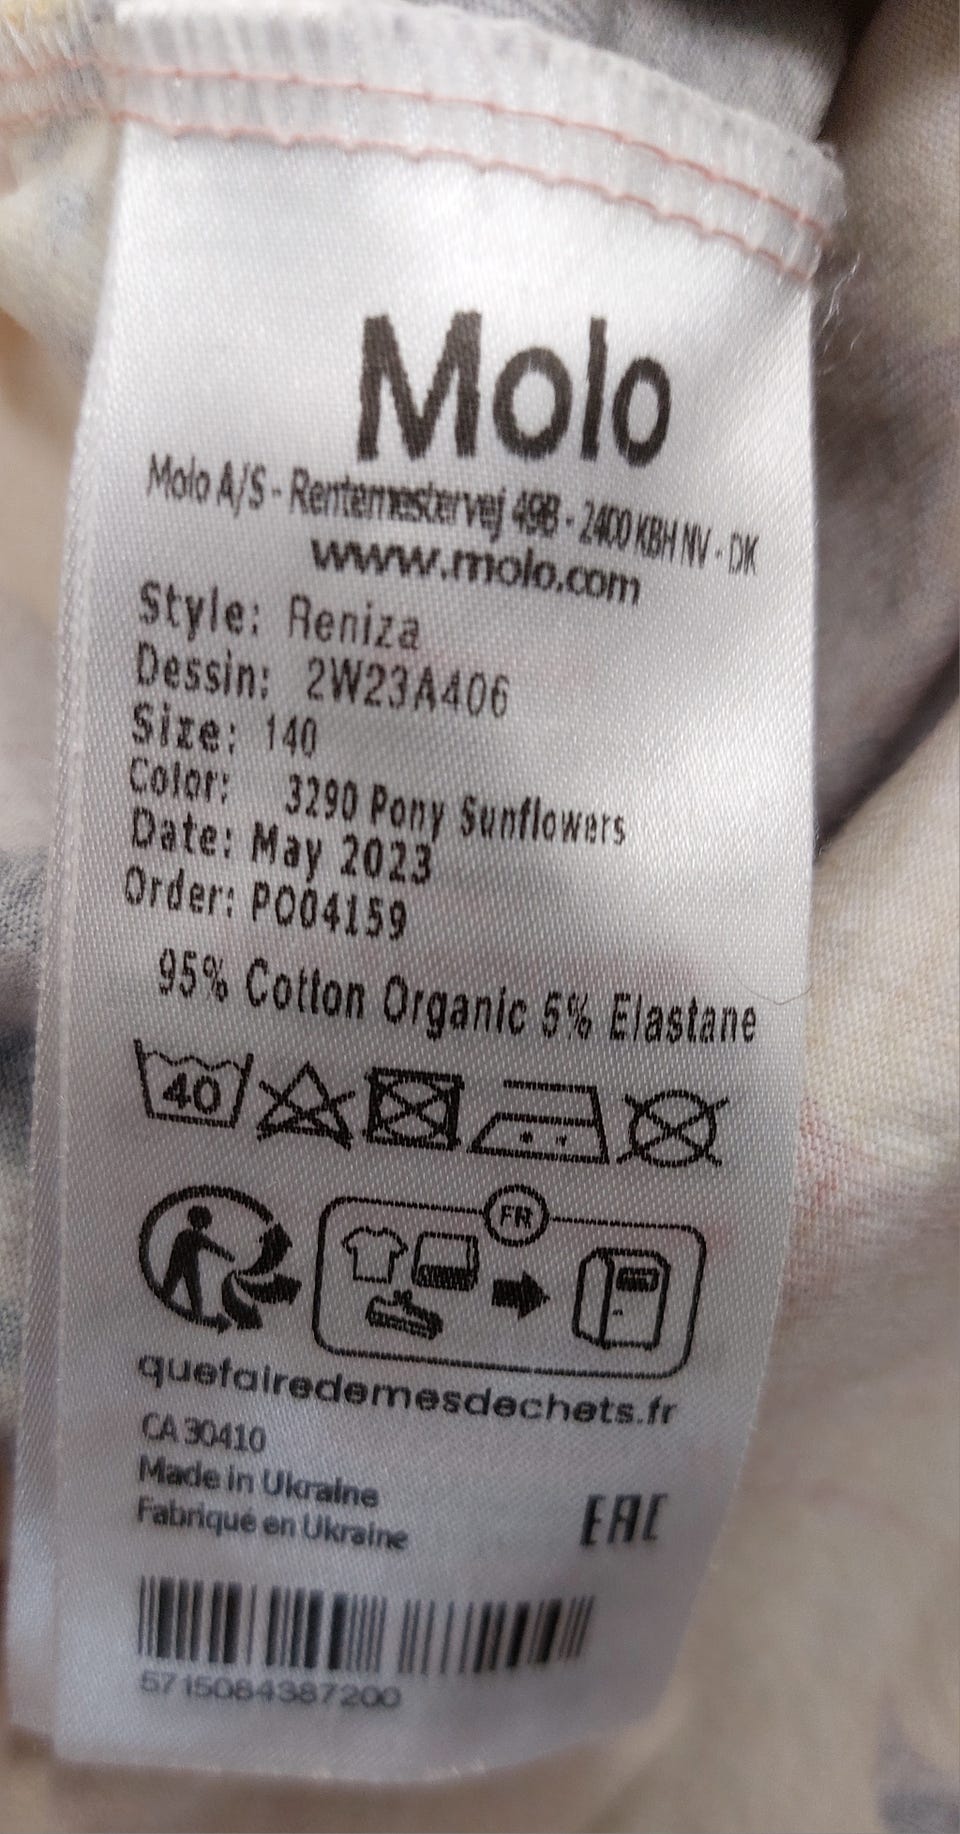 Molo
Molo A/S - Rentemestervej 49B - 2400 KBH NV - DK
www.molo.com
Style: Reniza
Dessin: 2W23A406
Size: 140
Color: 3290 Pony Sunflowers
Date: May 2023
Order: PO04159
95% Cotton Organic 5% Elastane
40
FR
quefairedemesdechets.fr
CA 30410
Made in Ukraine
Fabriqué en Ukraine
EAC
5715084387200